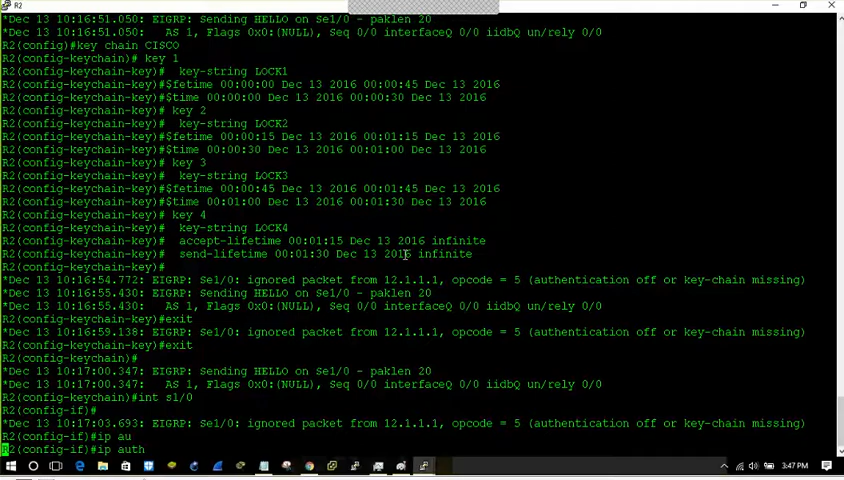 R2
*Dec 13 10:16:51.050: EIGRP: Sending HELLO on Se1/0 - paklen 20
*Dec 13 10:16:51.050:   AS 1, Flags 0x0:(NULL), Seq 0/0 interfaceQ 0/0 iidbQ un/rely 0/0
R2(config)#key chain CISCO
R2(config-keychain)# key 1
R2(config-keychain)#  key-string LOCK1
R2(config-keychain)#$fetime 00:00:00 Dec 13 2016 00:00:45 Dec 13 2016
R2(config-keychain)#$time 00:00:00 Dec 13 2016 00:00:30 Dec 13 2016
R2(config-keychain)# key 2
R2(config-keychain)#  key-string LOCK2
R2(config-keychain)#$fetime 00:00:15 Dec 13 2016 00:01:15 Dec 13 2016
R2(config-keychain)#$time 00:00:30 Dec 13 2016 00:01:00 Dec 13 2016
R2(config-keychain)# key 3
R2(config-keychain)#  key-string LOCK3
R2(config-keychain)#$fetime 00:00:45 Dec 13 2016 00:01:45 Dec 13 2016
R2(config-keychain)#$time 00:01:00 Dec 13 2016 00:01:30 Dec 13 2016
R2(config-keychain)# key 4
R2(config-keychain)#  key-string LOCK4
R2(config-keychain)#  accept-lifetime 00:01:15 Dec 13 2016 infinite
R2(config-keychain)#  send-lifetime 00:01:30 Dec 13 2016 infinite
R2(config-keychain)#
*Dec 13 10:16:54.772: EIGRP: Se1/0: ignored packet from 12.1.1.1, opcode = 5 (authentication off or key-chain missing)
*Dec 13 10:16:55.430: EIGRP: Sending HELLO on Se1/0 - paklen 20
*Dec 13 10:16:55.430:   AS 1, Flags 0x0:(NULL), Seq 0/0 interfaceQ 0/0 iidbQ un/rely 0/0
R2(config-keychain)#exit
*Dec 13 10:16:59.138: EIGRP: Se1/0: ignored packet from 12.1.1.1, opcode = 5 (authentication off or key-chain missing)
R2(config-keychain)#exit
R2(config-keychain)#
*Dec 13 10:17:00.347: EIGRP: Sending HELLO on Se1/0 - paklen 20
*Dec 13 10:17:00.347:   AS 1, Flags 0x0:(NULL), Seq 0/0 interfaceQ 0/0 iidbQ un/rely 0/0
R2(config-keychain)#int s1/0
R2(config-if)#
*Dec 13 10:17:03.693: EIGRP: Se1/0: ignored packet from 12.1.1.1, opcode = 5 (authentication off or key-chain missing)
R2(config-if)#ip au
R2(config-if)#ip auth
3:47 PM